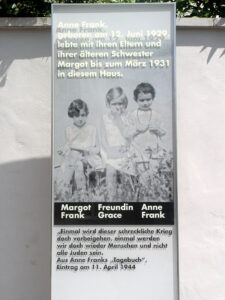 Anne Frank,
geboren am 12. Juni 1929,
lebte mit ihren Eltern und
ihrer älteren Schwester
Margot bis zum März 1931
in diesem Haus.
Margot Freundin Anne
Frank Grace Frank
„Einmal wird dieser schreckliche Krieg
doch vorbeigehen, einmal werden
wir doch wieder Menschen und nicht
alle Juden sein.
Aus Anne Franks „Tagebuch",
Eintrag am 11. April 1944